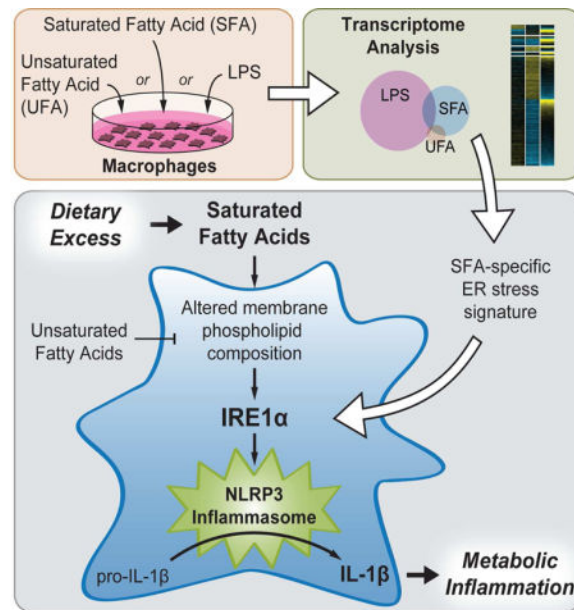 Saturated Fatty Acid (SFA)
Unsaturated
Fatty Acid
(UFA)
or
or
LPS
Macrophages
Transcriptome
Analysis
LPS
SFA
UFA
Dietary
Excess
Saturated
Fatty Acids
SFA-specific
ER stress
signature
Unsaturated
Fatty Acids
Altered membrane
phospholipid
composition
IRE1α
NLRP3
Inflammasome
pro-IL-1β
IL-1β
Metabolic
Inflammation